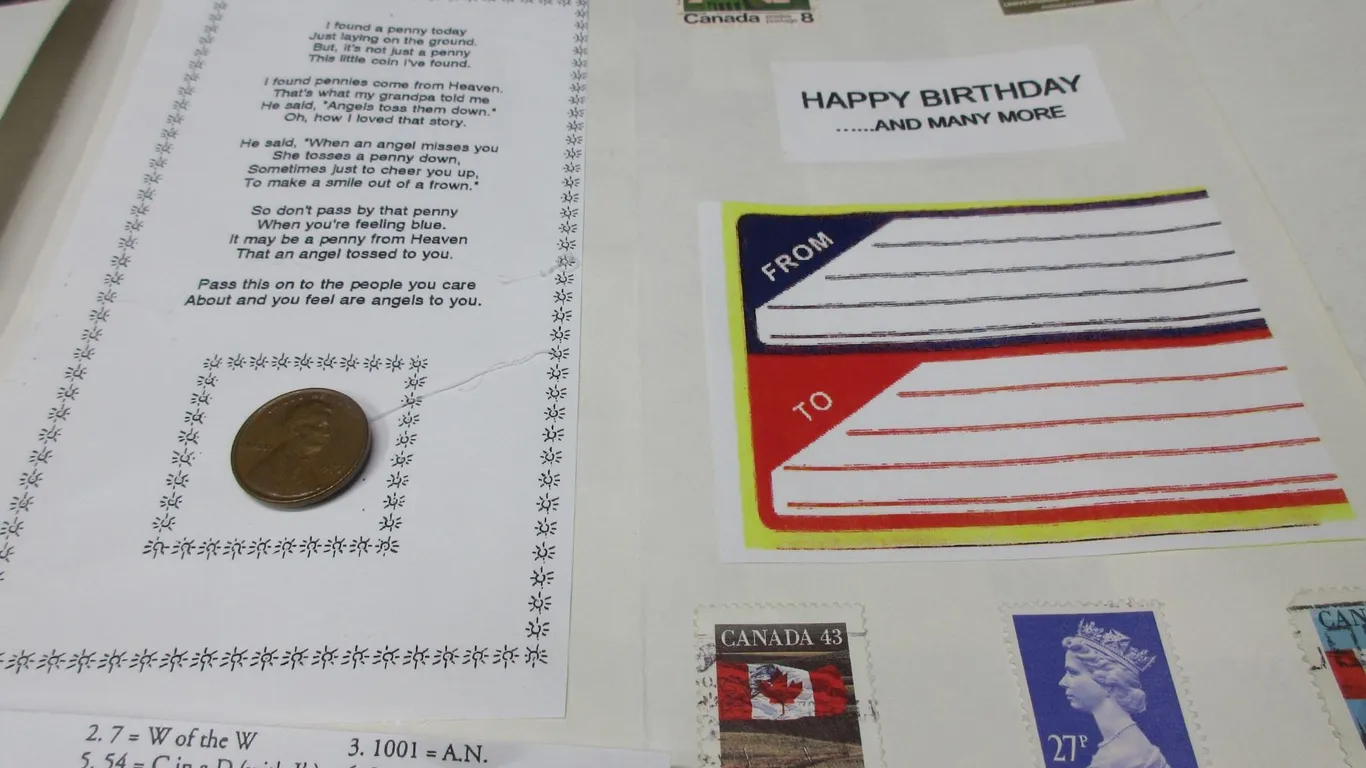 I found a penny today
Just laying on the ground.
But, it's not just a penny
This little coin i've found.
I found pennies come from Heaven.
That's what my grandpa told me
He said, "Angels toss them down."
Oh, how I loved that story.
He said, "When an angel misses you
She tosses a penny down,
Sometimes just to cheer you up,
To make a smile out of a frown."
So don't pass by that penny
When you're feeling blue.
It may be a penny from Heaven
That an angel tossed to you.
Pass this on to the people you care
About and you feel are angels to you.
2. 7 = W of the W
3. 1001 = A.N.
5. 54 = C in a D
Canada postes postage 8
HAPPY BIRTHDAY
......AND MANY MORE
FROM
TO
CANADA 43
27P
CAN